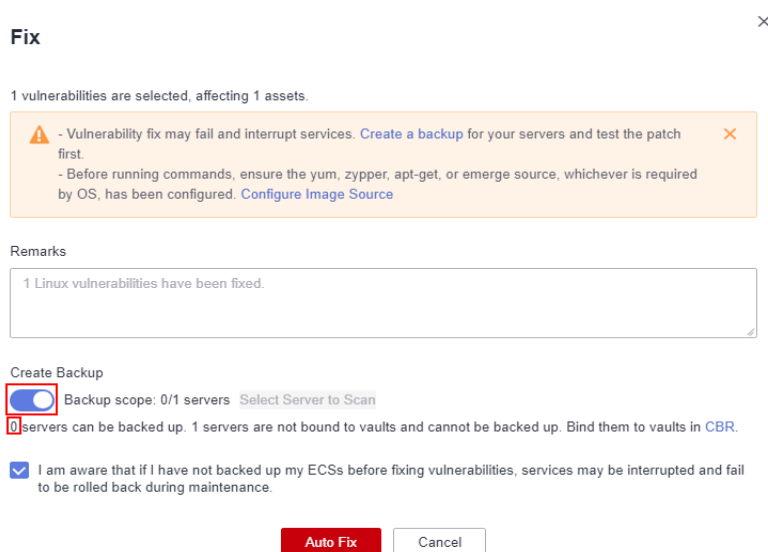 Fix
1 vulnerabilities are selected, affecting 1 assets.
- Vulnerability fix may fail and interrupt services. Create a backup for your servers and test the patch
first.
- Before running commands, ensure the yum, zypper, apt-get, or emerge source, whichever is required
by OS, has been configured. Configure Image Source
Remarks
1 Linux vulnerabilities have been fixed.
Create Backup
Backup scope: 0/1 servers Select Server to Scan
0 servers can be backed up. 1 servers are not bound to vaults and cannot be backed up. Bind them to vaults in CBR.
I am aware that if I have not backed up my ECSs before fixing vulnerabilities, services may be interrupted and fail
to be rolled back during maintenance.
Auto Fix Cancel